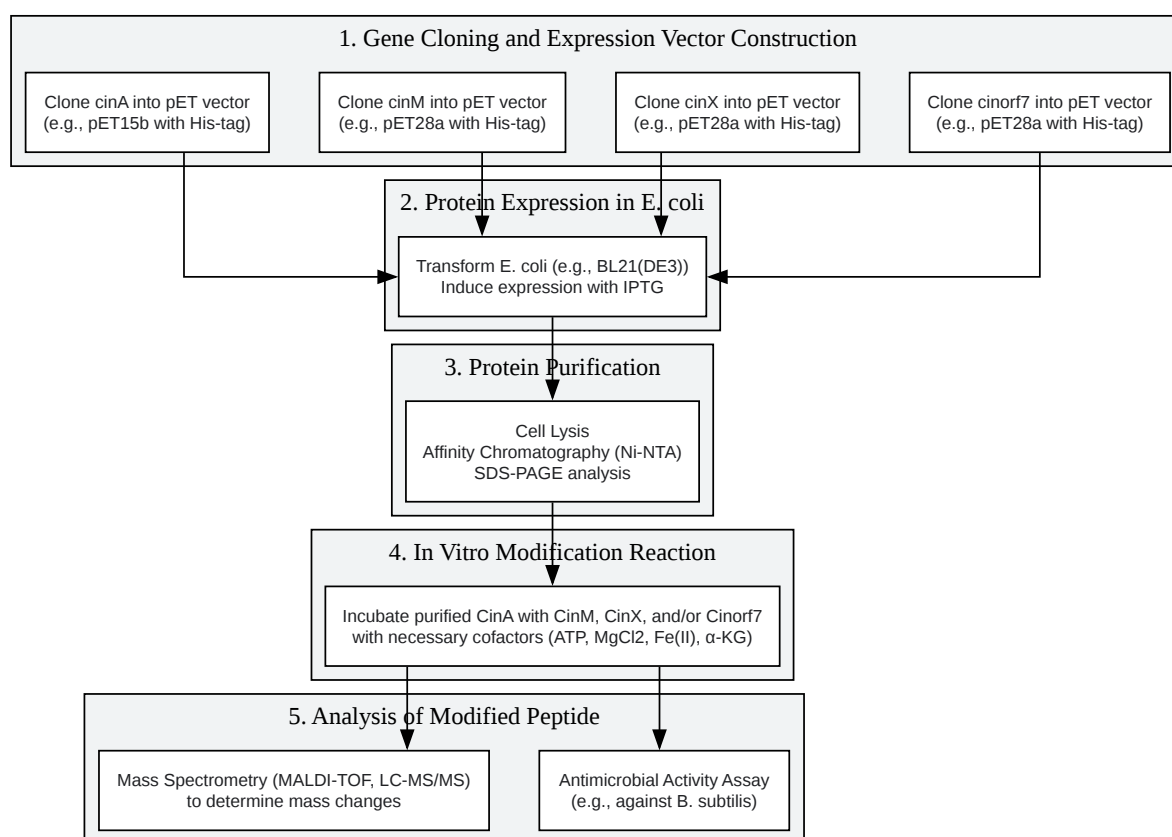 1. Gene Cloning and Expression Vector Construction
Clone cinA into pET vector
(e.g., pET15b with His-tag)
Clone cinM into pET vector
(e.g., pET28a with His-tag)
Clone cinX into pET vector
(e.g., pET28a with His-tag)
Clone cinorf7 into pET vector
(e.g., pET28a with His-tag)
2. Protein Expression in E. coli
Transform E. coli (e.g., BL21(DE3))
Induce expression with IPTG
3. Protein Purification
Cell Lysis
Affinity Chromatography (Ni-NTA)
SDS-PAGE analysis
4. In Vitro Modification Reaction
Incubate purified CinA with CinM, CinX, and/or Cinorf7
with necessary cofactors (ATP, MgCl2, Fe(II), α-KG)
5. Analysis of Modified Peptide
Mass Spectrometry (MALDI-TOF, LC-MS/MS)
to determine mass changes
Antimicrobial Activity Assay
(e.g., against B. subtilis)